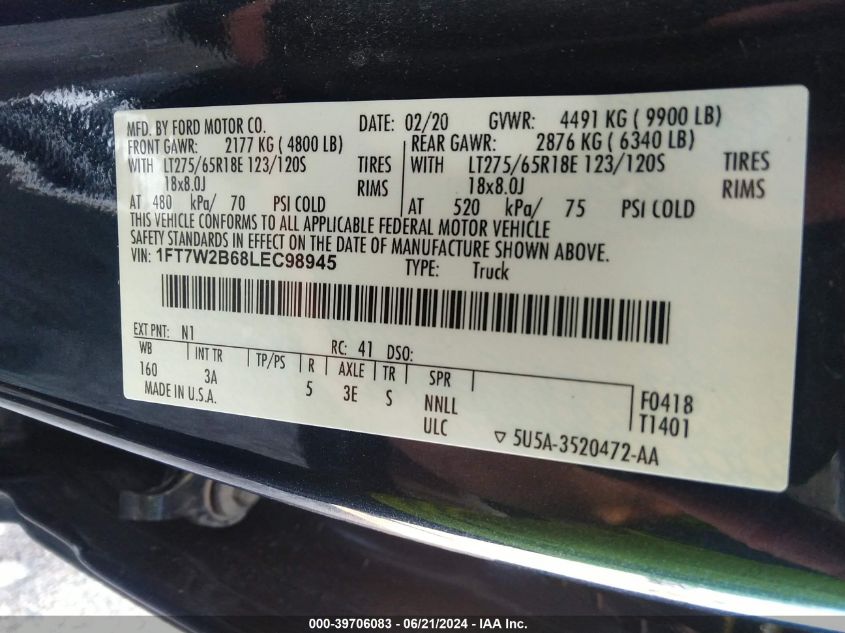 MFD. BY FORD MOTOR CO. DATE: 02/20 GVWR: 4491 KG ( 9900 LB)
FRONT GAWR: 2177 KG ( 4800 LB) REAR GAWR: 2876 KG ( 6340 LB)
WITH LT275/65R18E 123/120S TIRES WITH LT275/65R18E 123/120S TIRES
18x8.0J RIMS 18x8.0J RIMS
AT 480 kPa/ 70 PSI COLD AT 520 kPa/ 75 PSI COLD
THIS VEHICLE CONFORMS TO ALL APPLICABLE FEDERAL MOTOR VEHICLE
SAFETY STANDARDS IN EFFECT ON THE DATE OF MANUFACTURE SHOWN ABOVE.
VIN: 1FT7W2B68LEC98945 TYPE: Truck
EXT PNT: N1 RC: 41 DSO:
WB INT TR TP/PS R AXLE TR SPR
160 3A 5 3E S NNLL F0418
MADE IN U.S.A. ULC T1401
▽ 5U5A-3520472-AA
000-39706083 - 06/21/2024 - IAA Inc.